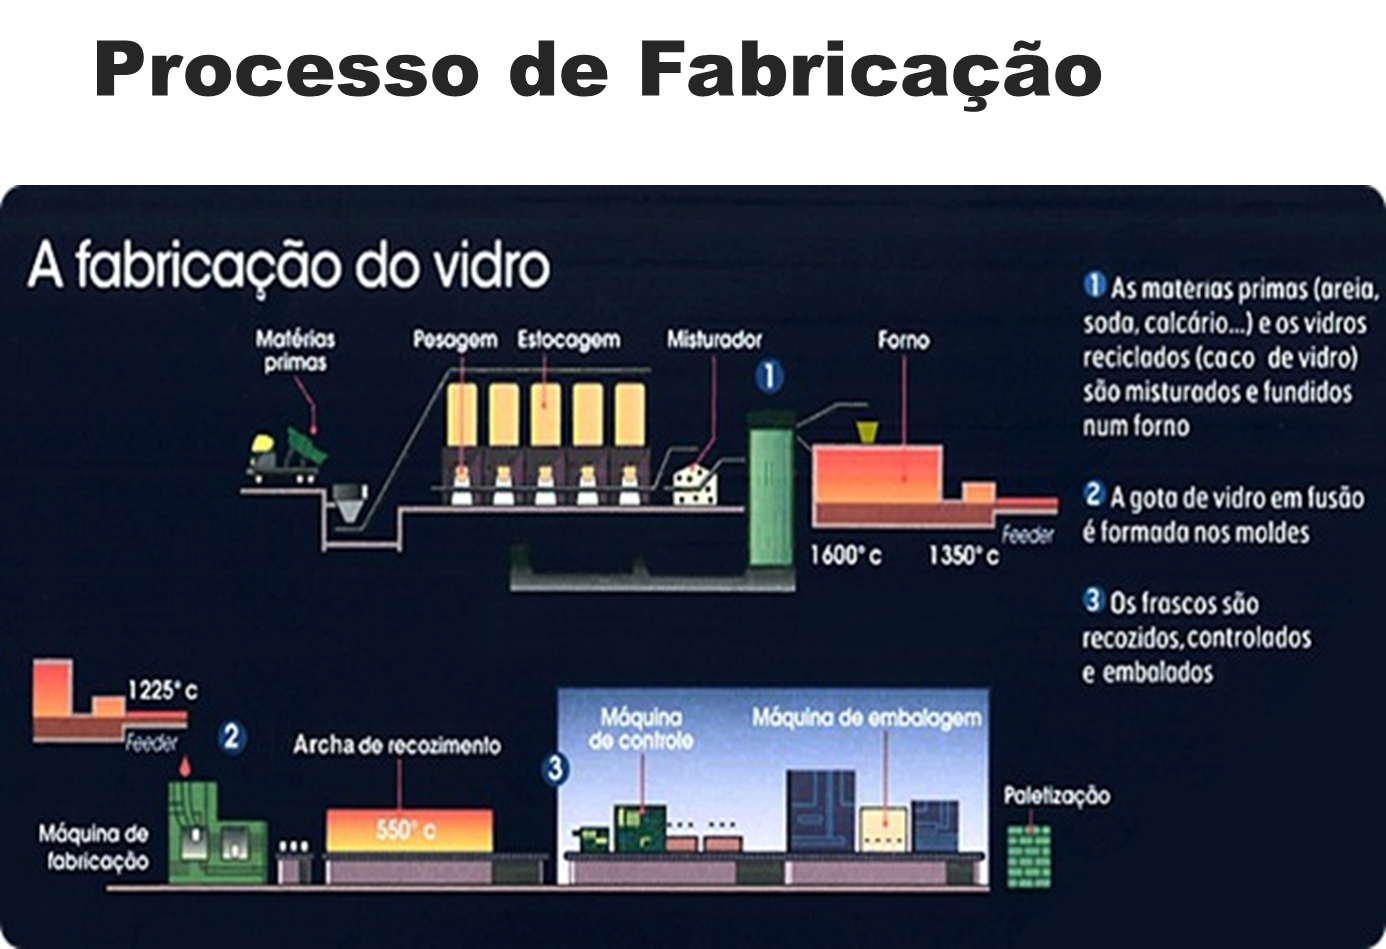 Processo de Fabricação
A fabricação do vidro
Matérias
primas
Pesagem
Estocagem
Misturador
Forno
1
1600° c
1350° c
Feeder
1 As materias primas (areia,
soda, calcário...) e os vidros
reciclados (caco de vidro)
são misturados e fundidos
num forno
2 A gota de vidro em fusão
é formada nos moldes
3 Os frascos são
recozidos, controlados
e embalados
1225° c
Feeder
2
Máquina de
fabricação
Archa de recozimento
550° c
3
Máquina
de controle
Máquina de embalagem
Paletização